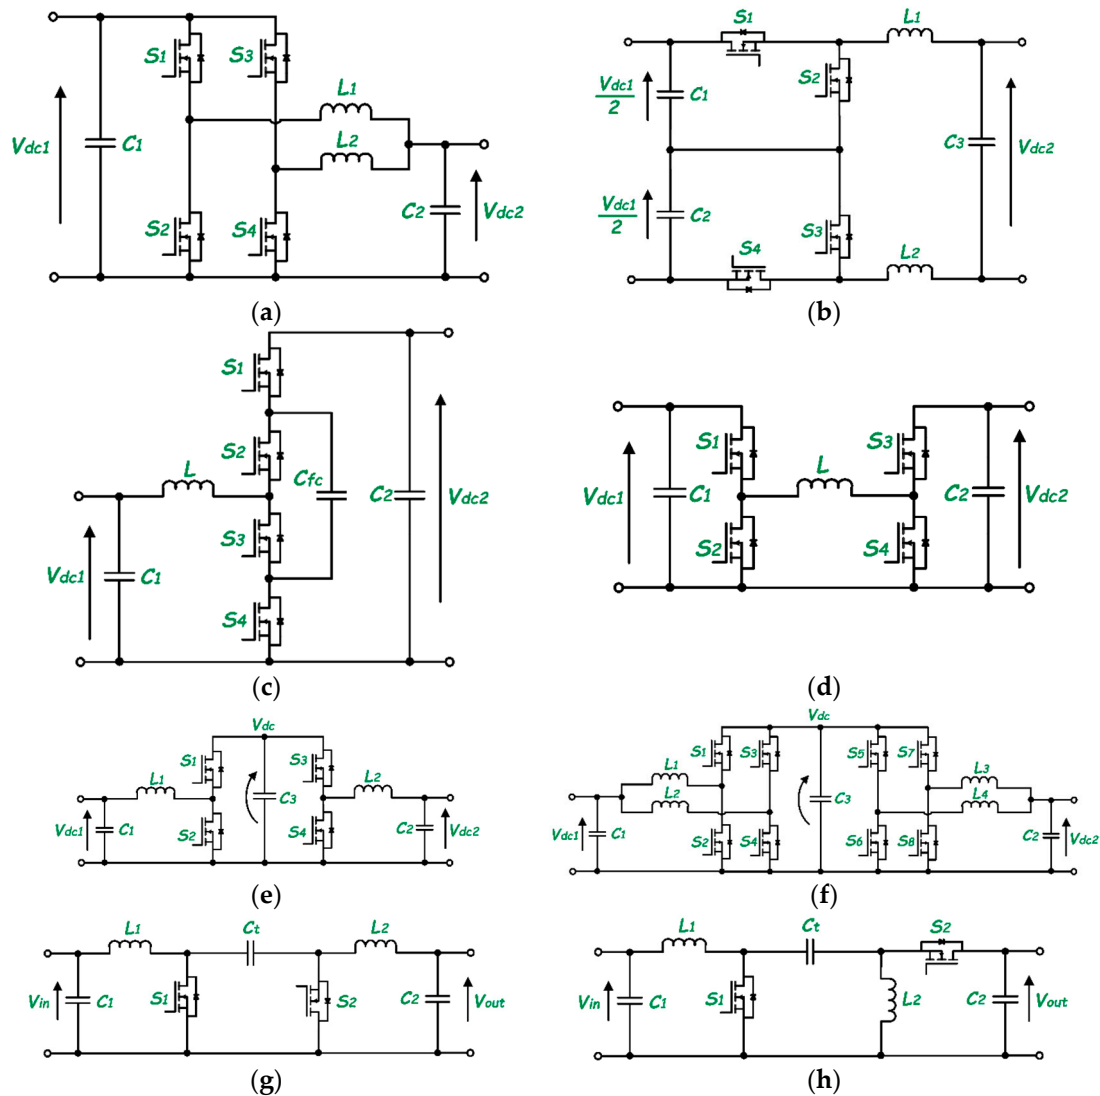 S1
S3
L1
Vdc1
C1
L2
S2
S4
C2
Vdc2
(a)
S1
L1
Vdc1
2
C1
S2
C3
Vdc2
Vdc1
2
C2
S3
S4
L2
(b)
S1
S2
L
Cfc
C2
Vdc2
S3
Vdc1
C1
S4
(c)
S1
S3
Vdc1
C1
L
C2
Vdc2
S2
S4
(d)
Vdc
S1
S3
L1
L2
C3
Vdc1
C1
S2
S4
C2
Vdc2
(e)
Vdc
S1
S3
S5
S7
L1
L3
L2
C3
L4
Vdc1
C1
S2
S4
S6
S8
C2
Vdc2
(f)
L1
Ct
L2
Vin
C1
S1
S2
C2
Vout
(g)
L1
Ct
S2
Vin
C1
S1
L2
C2
Vout
(h)